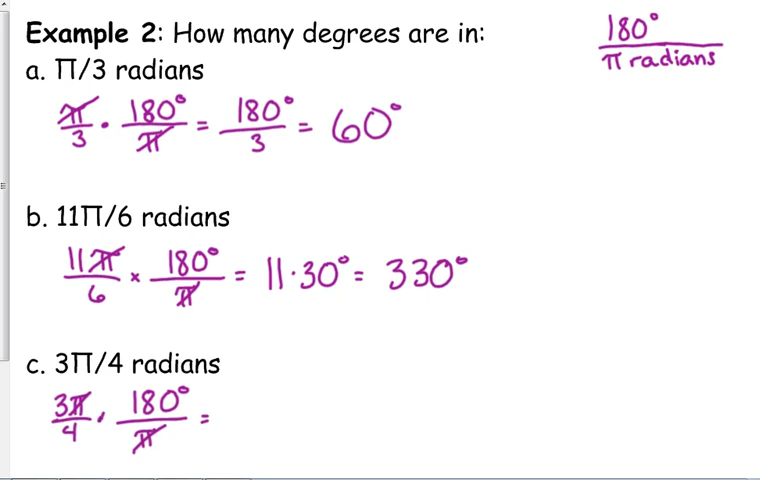 Example 2: How many degrees are in:
180°/π radians
a. Π/3 radians
π/3 · 180°/π = 180°/3 = 60°
b. 11Π/6 radians
11π/6 × 180°/π = 11·30° = 330°
c. 3Π/4 radians
3π/4 · 180°/π =